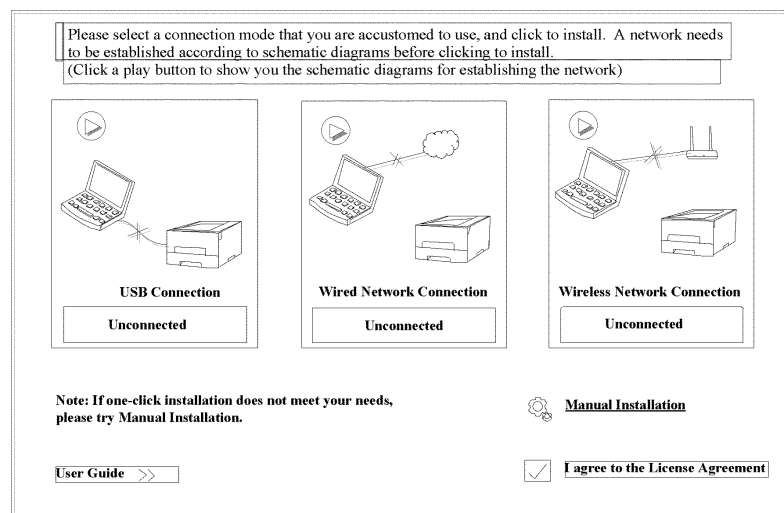 Please select a connection mode that you are accustomed to use, and click to install. A network needs
to be established according to schematic diagrams before clicking to install.
(Click a play button to show you the schematic diagrams for establishing the network)
USB Connection
Unconnected
Wired Network Connection
Unconnected
Wireless Network Connection
Unconnected
Note: If one-click installation does not meet your needs,
please try Manual Installation.
Manual Installation
User Guide >>
I agree to the License Agreement